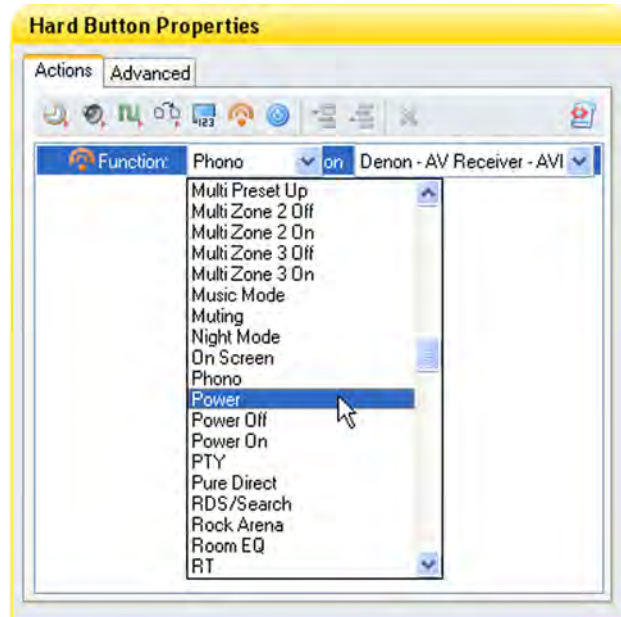 Hard Button Properties
Actions Advanced
123
Function: Phono on Denon - AV Receiver - AVI
Multi Preset Up
Multi Zone 2 Off
Multi Zone 2 On
Multi Zone 3 Off
Multi Zone 3 On
Music Mode
Muting
Night Mode
On Screen
Phono
Power
Power Off
Power On
PTY
Pure Direct
RDS/Search
Rock Arena
Room EQ
RT